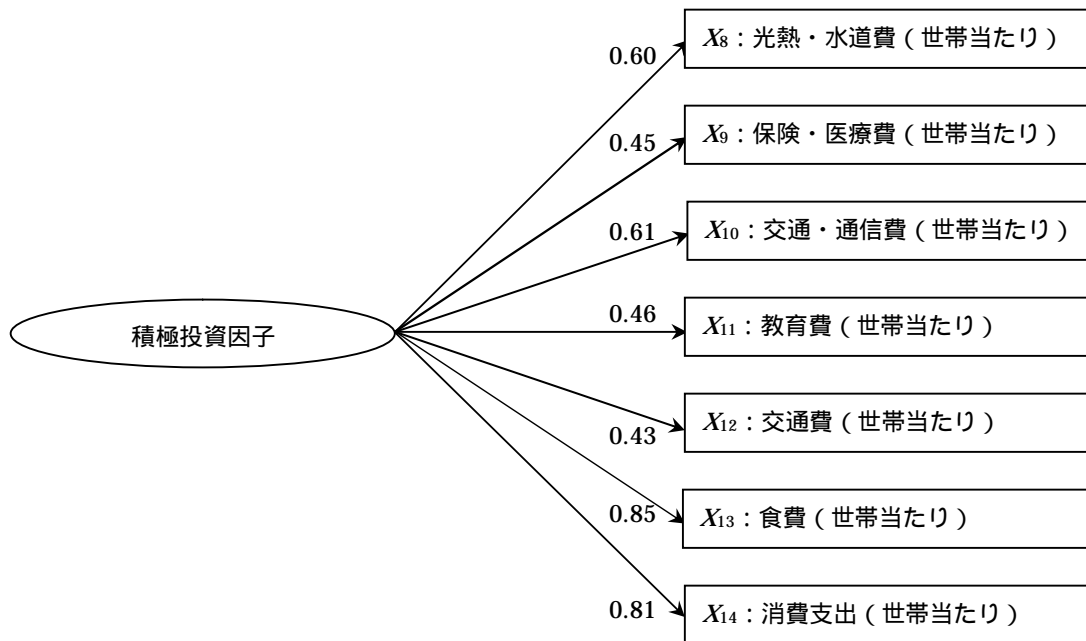 0.60
X8：光熱・水道費（世帯当たり）
0.45
X9：保険・医療費（世帯当たり）
0.61
X10：交通・通信費（世帯当たり）
積極投資因子
0.46
X11：教育費（世帯当たり）
0.43
X12：交通費（世帯当たり）
0.85
X13：食費（世帯当たり）
0.81
X14：消費支出（世帯当たり）